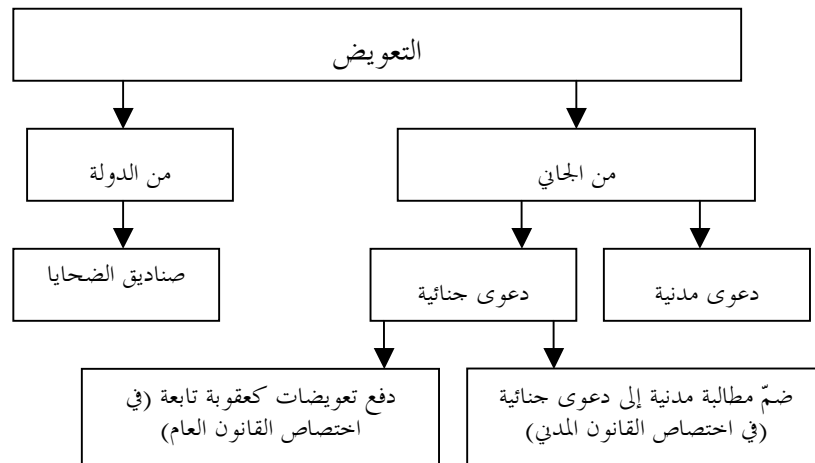 التعويض
من الجاني
من الدولة
دعوى مدنية
دعوى جنائية
صناديق الضحايا
ضمّ مطالبة مدنية إلى دعوى جنائية
(في اختصاص القانون المدني)
دفع تعويضات كعقوبة تابعة (في
اختصاص القانون العام)